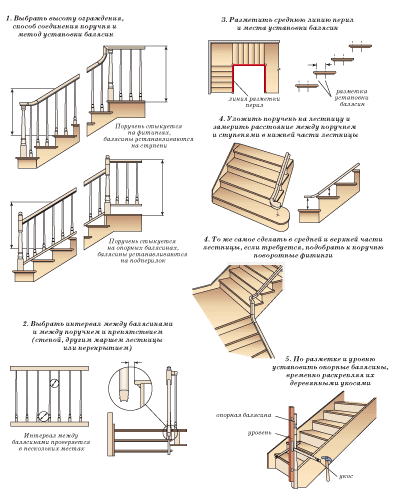 1. Выбрать высоту ограждения,
способ соединения поручня и
метод установки балясин
Поручень стыкуется
на фитингах,
балясины устанавливаются
на ступени
Поручень стыкуется
на опорных балясинах,
балясины устанавливаются
на подперилок
2. Выбрать интервал между балясинами
и между поручнем и препятствием
(стеной, другим маршем лестницы
или перекрытием)
Интервал между
балясинами проверяется
в нескольких местах
3. Разметить среднюю линию перил
и места установки балясин
линия разметки
перил
разметка
установки
балясин
4. Уложить поручень на лестницу и
замерить расстояние между поручнем
и ступенями в нижней части лестницы
4. То же самое сделать в средней и верхней части
лестницы, если требуется, подобрать к поручню
поворотные фитинги
5. По разметке и уровню
установить опорные балясины,
временно раскрепляя их
деревянными укосами
опорная балясина
уровень
укос